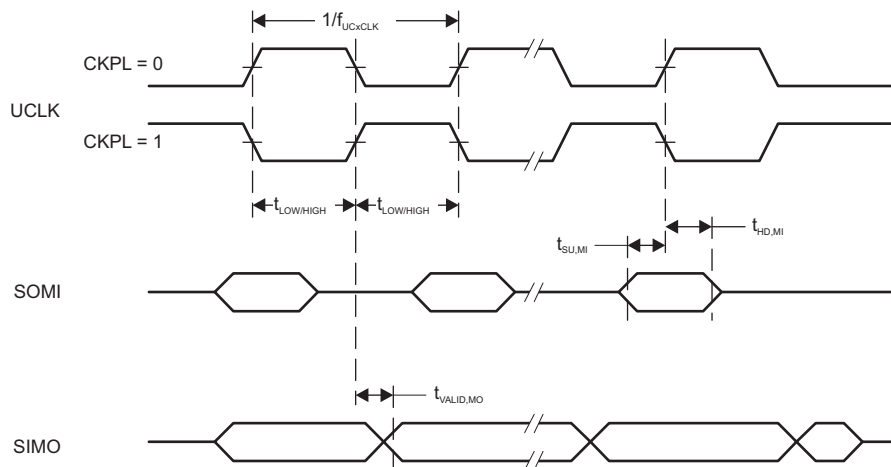 1/fUCxCLK
CKPL = 0
UCLK
CKPL = 1
tLOW/HIGH tLOW/HIGH
tSU,MI tHD,MI
SOMI
tVALID,MO
SIMO